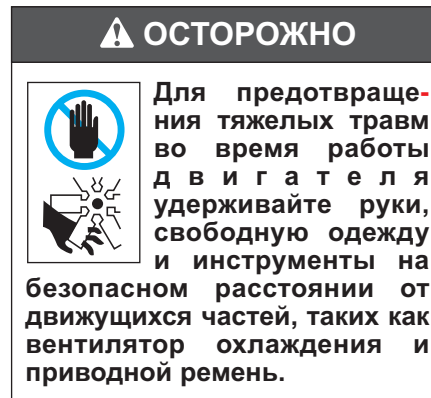 ОСТОРОЖНО
Для предотвраще-
ния тяжелых травм
во время работы
двигателя
удерживайте руки,
свободную одежду
и инструменты на
безопасном расстоянии от
движущихся частей, таких как
вентилятор охлаждения и
приводной ремень.